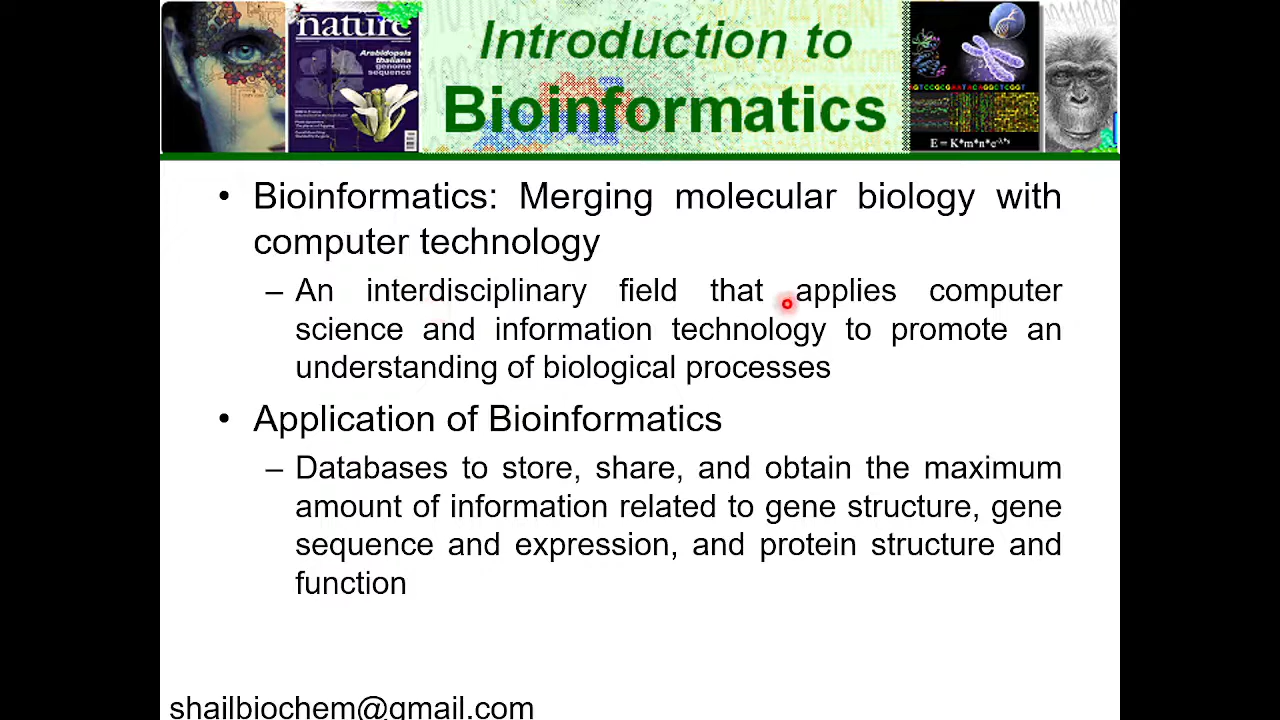 nature
Arabidopsis
thaliana
genome
sequence
Introduction to
Bioinformatics
E = K*m*n*e-λ*s
• Bioinformatics: Merging molecular biology with
computer technology
– An interdisciplinary field that applies computer
science and information technology to promote an
understanding of biological processes
• Application of Bioinformatics
– Databases to store, share, and obtain the maximum
amount of information related to gene structure, gene
sequence and expression, and protein structure and
function
shailbiochem@gmail.com